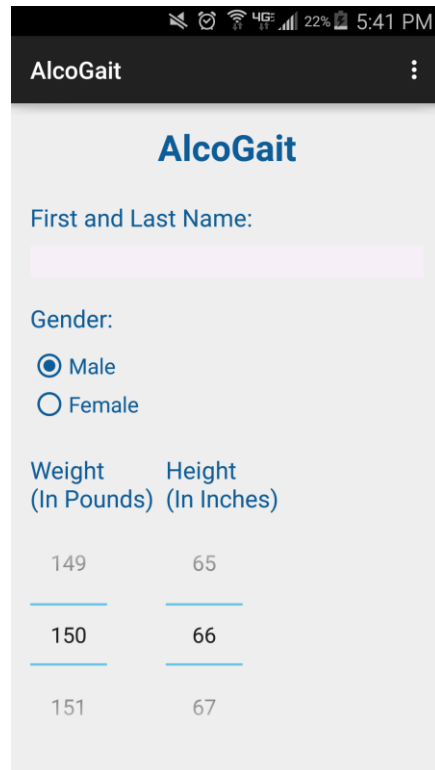 4G 22% 5:41 PM
AlcoGait
AlcoGait
First and Last Name:
Gender:
Male
Female
Weight Height
(In Pounds) (In Inches)
149 65
150 66
151 67